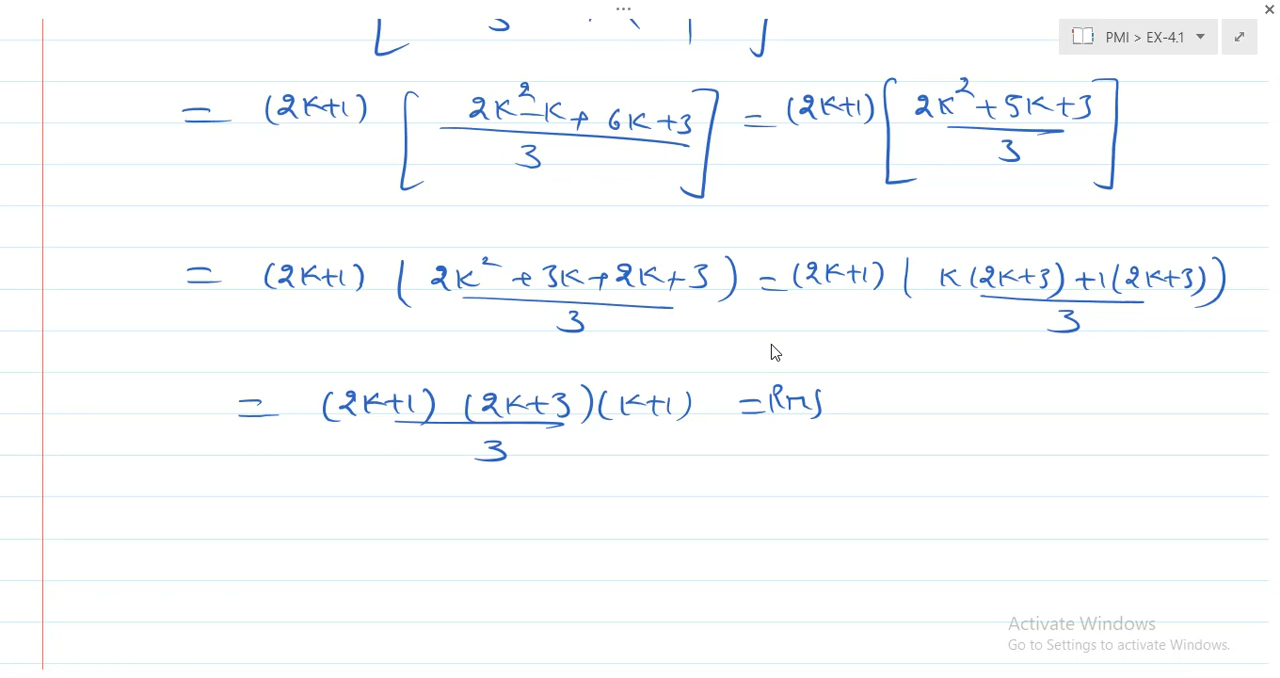 PMI > EX-4.1
= (2K+1) [ 2K²-K+6K+3 / 3 ] = (2K+1) [ 2K²+5K+3 / 3 ]
= (2K+1) ( 2K²+3K+2K+3 / 3 ) = (2K+1) ( K(2K+3)+1(2K+3) / 3 )
= (2K+1) (2K+3)(K+1) / 3 = RHS
Activate Windows
Go to Settings to activate Windows.